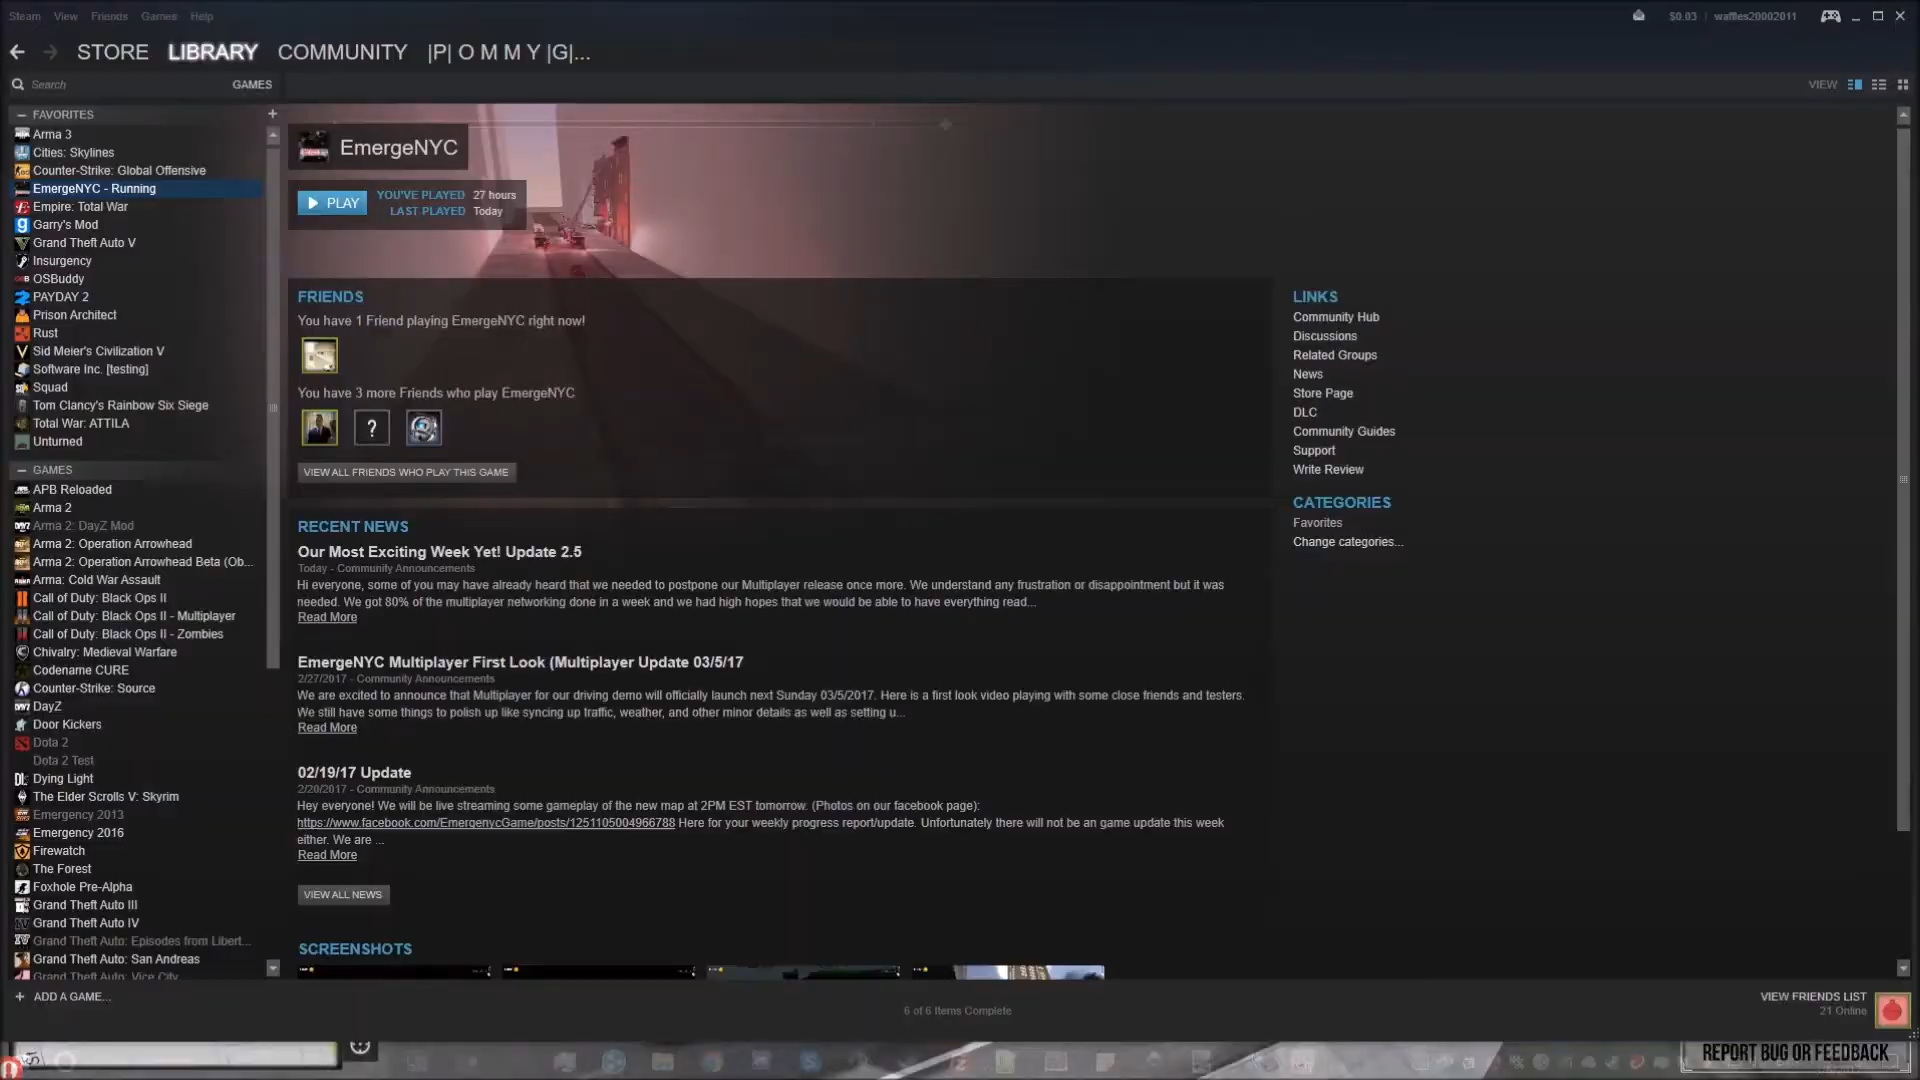 Steam View Friends Games Help
$0.03 | waffles20002011
STORE LIBRARY COMMUNITY |P| O M M Y |G|...
Search GAMES VIEW
FAVORITES
Arma 3
Cities: Skylines
Counter-Strike: Global Offensive
EmergeNYC - Running
Empire: Total War
Garry's Mod
Grand Theft Auto V
Insurgency
OSBuddy
PAYDAY 2
Prison Architect
Rust
Sid Meier's Civilization V
Software Inc. [testing]
Squad
Tom Clancy's Rainbow Six Siege
Total War: ATTILA
Unturned
GAMES
APB Reloaded
Arma 2
Arma 2: DayZ Mod
Arma 2: Operation Arrowhead
Arma 2: Operation Arrowhead Beta (Ob...
Arma: Cold War Assault
Call of Duty: Black Ops II
Call of Duty: Black Ops II - Multiplayer
Call of Duty: Black Ops II - Zombies
Chivalry: Medieval Warfare
Codename CURE
Counter-Strike: Source
DayZ
Door Kickers
Dota 2
Dota 2 Test
Dying Light
The Elder Scrolls V: Skyrim
Emergency 2013
Emergency 2016
Firewatch
The Forest
Foxhole Pre-Alpha
Grand Theft Auto III
Grand Theft Auto IV
Grand Theft Auto: Episodes from Libert...
Grand Theft Auto: San Andreas
Grand Theft Auto: Vice City
ADD A GAME...
EmergeNYC
PLAY
YOU'VE PLAYED 27 hours
LAST PLAYED Today
FRIENDS
You have 1 Friend playing EmergeNYC right now!
You have 3 more Friends who play EmergeNYC
?
VIEW ALL FRIENDS WHO PLAY THIS GAME
RECENT NEWS
Our Most Exciting Week Yet! Update 2.5
Today - Community Announcements
Hi everyone, some of you may have already heard that we needed to postpone our Multiplayer release once more. We understand any frustration or disappointment but it was
needed. We got 80% of the multiplayer networking done in a week and we had high hopes that we would be able to have everything read...
Read More
EmergeNYC Multiplayer First Look (Multiplayer Update 03/5/17
2/27/2017 - Community Announcements
We are excited to announce that Multiplayer for our driving demo will officially launch next Sunday 03/5/2017. Here is a first look video playing with some close friends and testers.
We still have some things to polish up like syncing up traffic, weather, and other minor details as well as setting u...
Read More
02/19/17 Update
2/20/2017 - Community Announcements
Hey everyone! We will be live streaming some gameplay of the new map at 2PM EST tomorrow. (Photos on our facebook page):
https://www.facebook.com/EmergenycGame/posts/1251105004966788 Here for your weekly progress report/update. Unfortunately there will not be an game update this week
either. We are ...
Read More
VIEW ALL NEWS
SCREENSHOTS
LINKS
Community Hub
Discussions
Related Groups
News
Store Page
DLC
Community Guides
Support
Write Review
CATEGORIES
Favorites
Change categories...
6 of 6 Items Complete
VIEW FRIENDS LIST
21 Online
REPORT BUG OR FEEDBACK